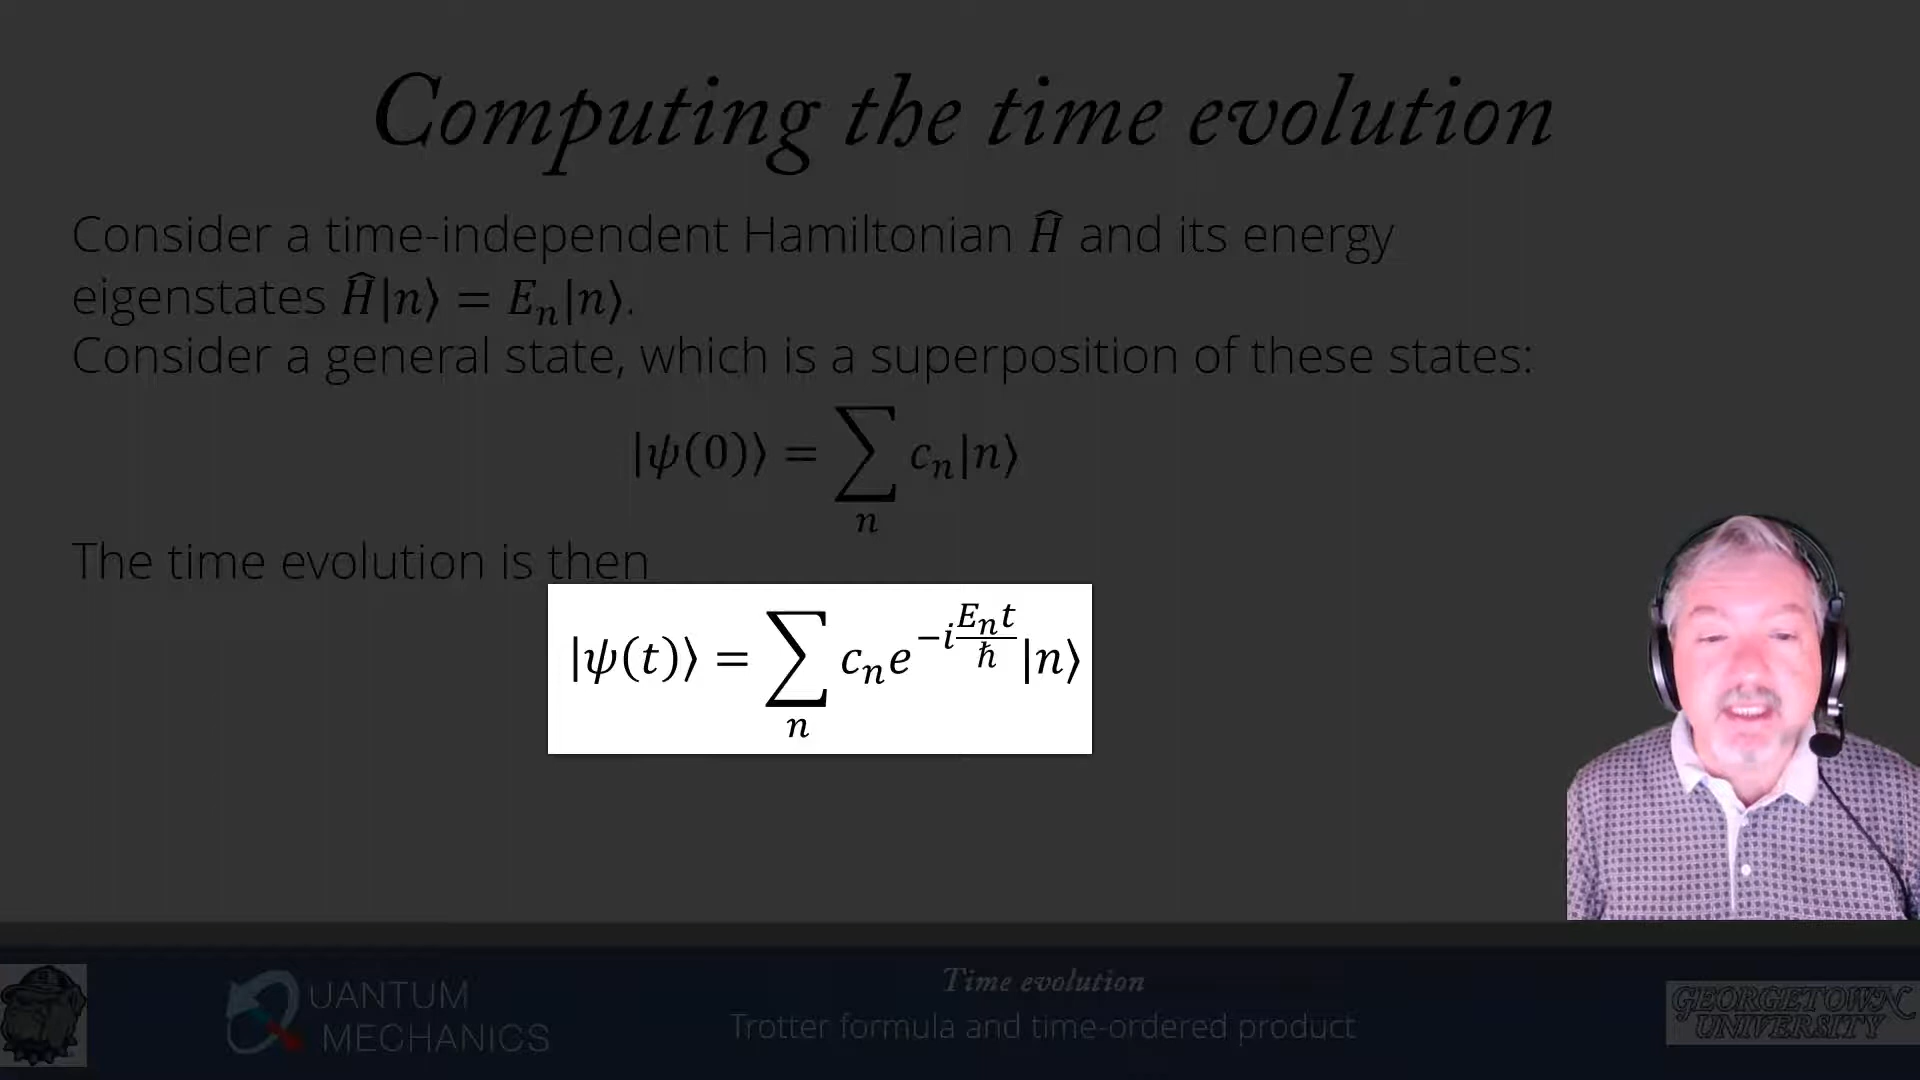 Computing the time evolution
Consider a time-independent Hamiltonian Ĥ and its energy
eigenstates Ĥ|n⟩ = Eₙ|n⟩.
Consider a general state, which is a superposition of these states:
|ψ(0)⟩ = ∑ₙ cₙ|n⟩
The time evolution is then
|ψ(t)⟩ = ∑ₙ cₙe^(−i Eₙt/ħ)|n⟩
Time evolution
QUANTUM
MECHANICS
Trotter formula and time-ordered product
GEORGETOWN
UNIVERSITY